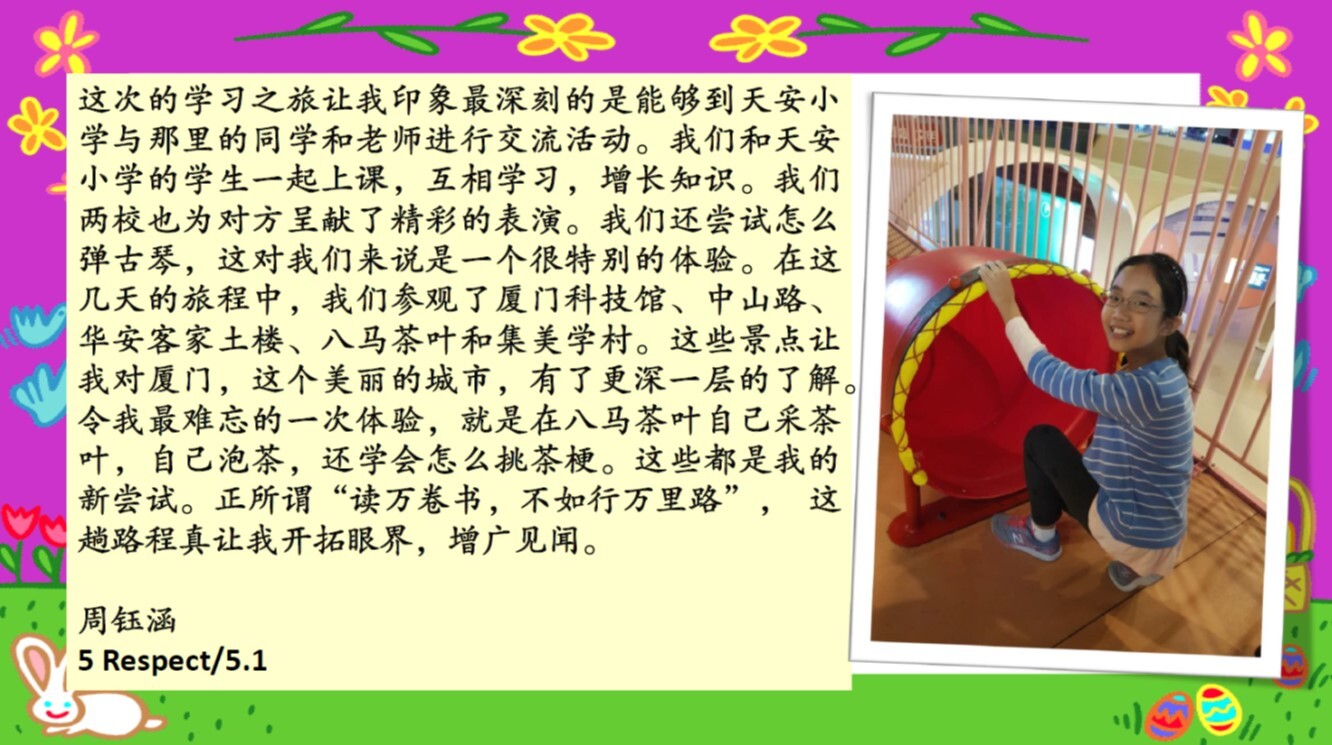 这次的学习之旅让我印象最深刻的是能够到天安小
学与那里的同学和老师进行交流活动。我们和天安
小学的学生一起上课，互相学习，增长知识。我们
两校也为对方呈献了精彩的表演。我们还尝试怎么
弹古琴，这对我们来说是一个很特别的体验。在这
几天的旅程中，我们参观了厦门科技馆、中山路、
华安客家土楼、八马茶叶和集美学村。这些景点让
我对厦门，这个美丽的城市，有了更深一层的了解。
令我最难忘的一次体验，就是在八马茶叶自己采茶
叶，自己泡茶，还学会怎么挑茶梗。这些都是我的
新尝试。正所谓“读万卷书，不如行万里路”， 这
趟路程真让我开拓眼界，增广见闻。
周钰涵
5 Respect/5.1